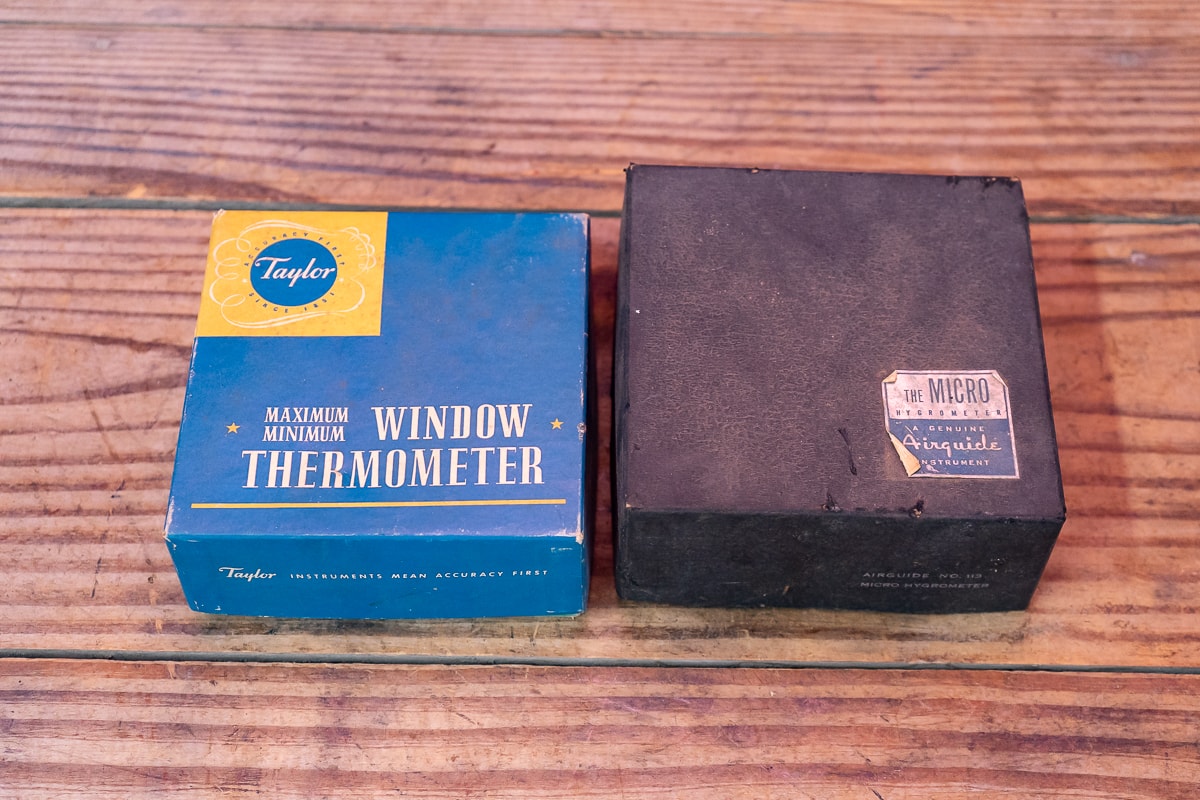 ACCURACY FIRST
Taylor
SINCE 1851
MAXIMUM
MINIMUM
WINDOW
THERMOMETER
Taylor INSTRUMENTS MEAN ACCURACY FIRST
THE MICRO
HYGROMETER
A GENUINE
Airguide
INSTRUMENT
AIRGUIDE NO. 113
MICRO HYGROMETER